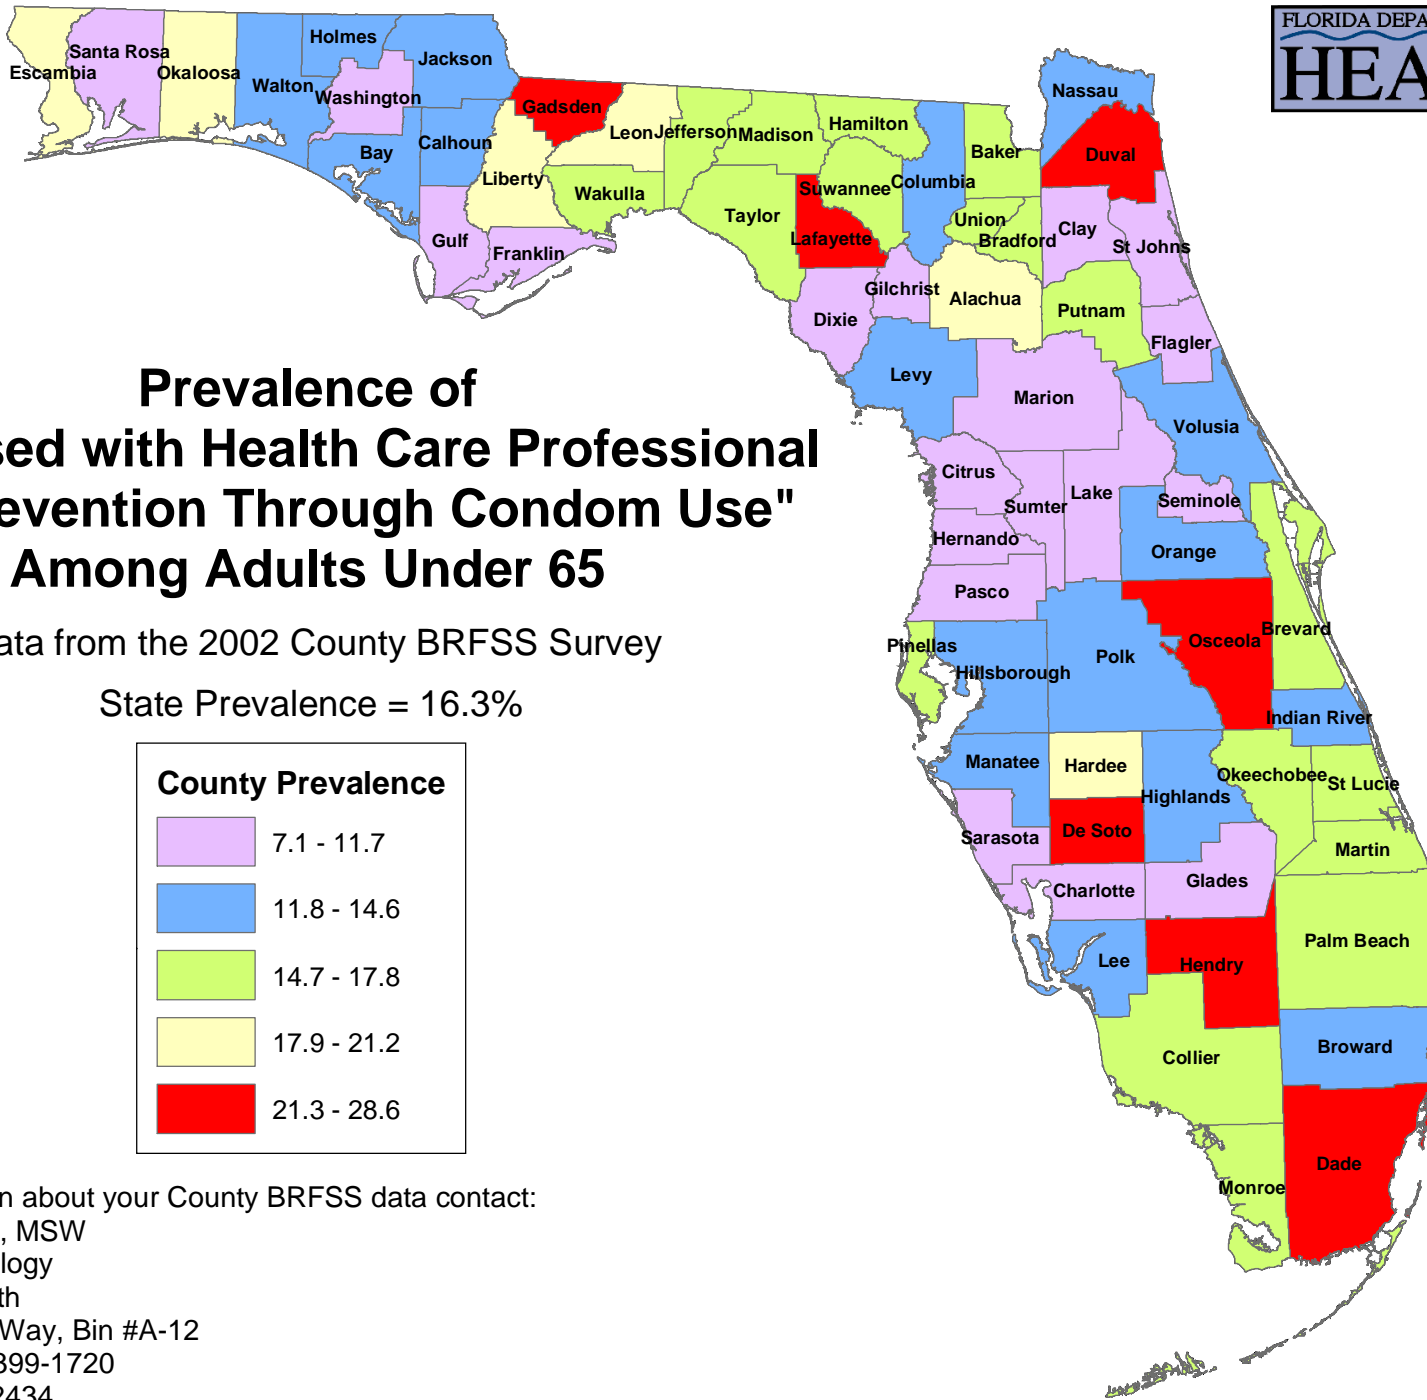 FLORIDA DEPA
HEA
Holmes
Santa Rosa
Jackson
Escambia
Okaloosa
Walton
Washington
Gadsden
Nassau
Leon
Jefferson
Madison
Hamilton
Bay
Calhoun
Baker
Duval
Liberty
Wakulla
Suwannee
Columbia
Taylor
Union
Bradford
Clay
St Johns
Gulf
Franklin
Lafayette
Gilchrist
Alachua
Putnam
Dixie
Flagler
Levy
Marion
Volusia
Citrus
Sumter
Lake
Seminole
Hernando
Orange
Pasco
Pinellas
Hillsborough
Polk
Osceola
Brevard
Indian River
Manatee
Hardee
Highlands
Okeechobee
St Lucie
Sarasota
De Soto
Martin
Charlotte
Glades
Lee
Hendry
Palm Beach
Collier
Broward
Monroe
Dade
Prevalence of
sed with Health Care Professional
evention Through Condom Use"
Among Adults Under 65
ata from the 2002 County BRFSS Survey
State Prevalence = 16.3%
County Prevalence
7.1 - 11.7
11.8 - 14.6
14.7 - 17.8
17.9 - 21.2
21.3 - 28.6
n about your County BRFSS data contact:
, MSW
logy
th
Way, Bin #A-12
399-1720
2434